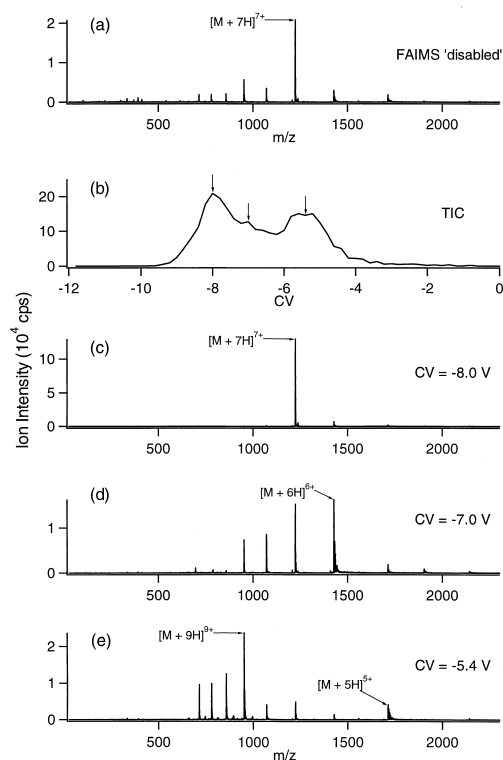 (a)
[M + 7H]7+
FAIMS 'disabled'
2
1
0
500 1000 1500 2000
m/z
(b)
TIC
20
10
0
-12 -10 -8 -6 -4 -2 0
CV
Ion Intensity (10^4 cps)
(c)
[M + 7H]7+
CV = -8.0 V
10
5
0
500 1000 1500 2000
(d)
[M + 6H]6+
CV = -7.0 V
1
0
500 1000 1500 2000
(e)
[M + 9H]9+
CV = -5.4 V
[M + 5H]5+
2
1
0
500 1000 1500 2000
m/z